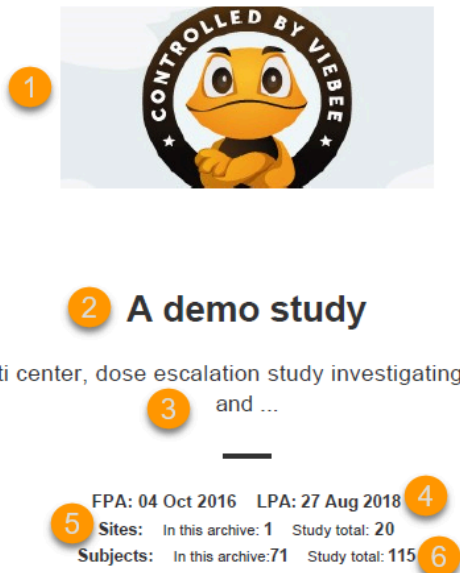 CONTROLLED BY VIEBEE
1
2 A demo study
ti center, dose escalation study investigating
3 and ...
FPA: 04 Oct 2016 LPA: 27 Aug 2018 4
5 Sites: In this archive: 1 Study total: 20
Subjects: In this archive:71 Study total: 115 6